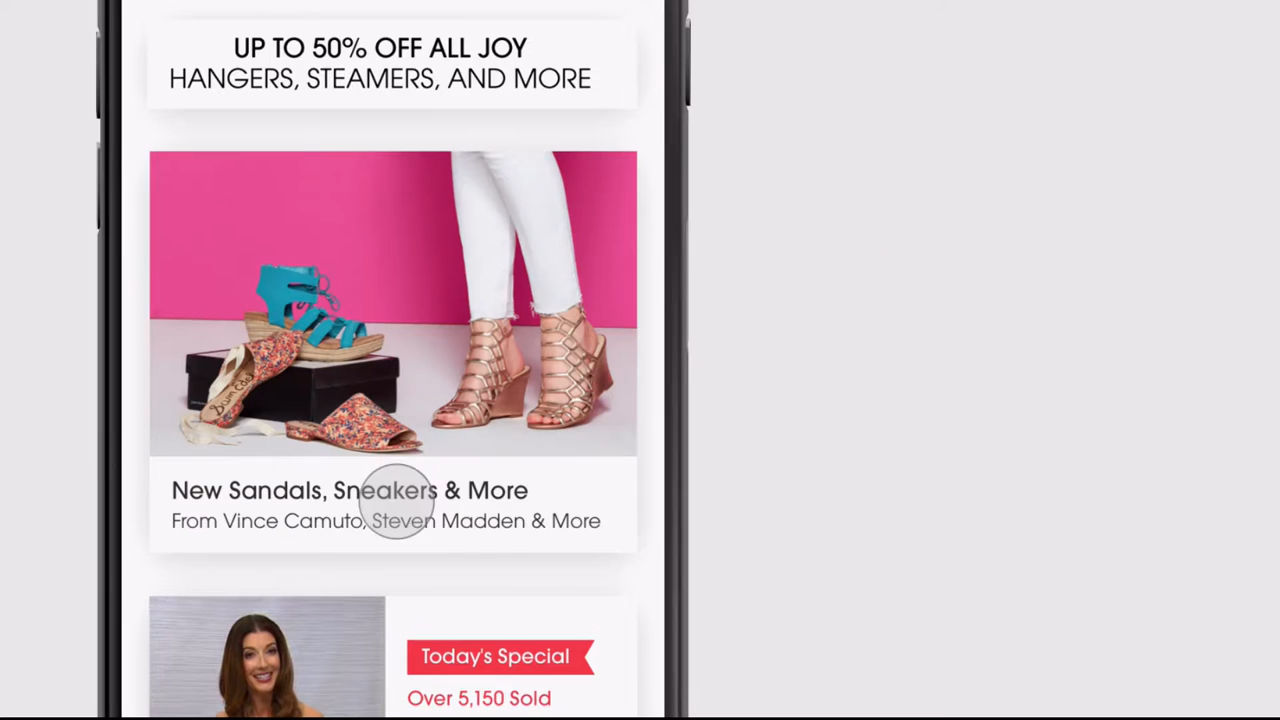 UP TO 50% OFF ALL JOY
HANGERS, STEAMERS, AND MORE
New Sandals, Sneakers & More
From Vince Camuto, Steven Madden & More
Today's Special
Over 5,150 Sold